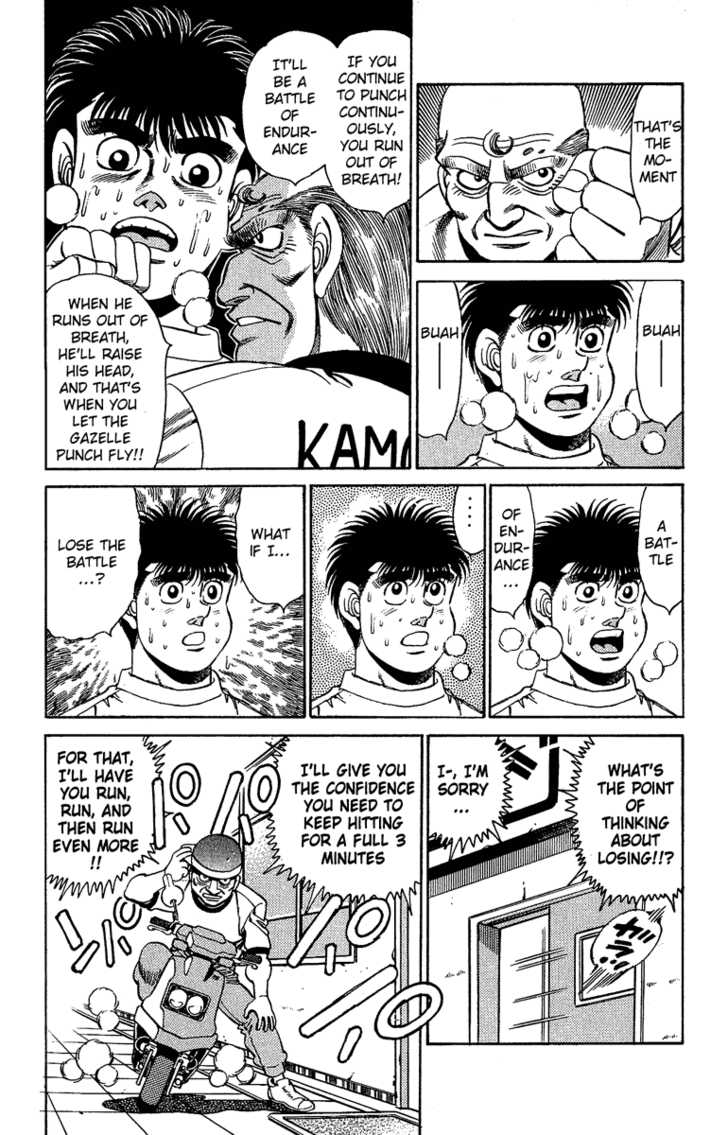 THAT'S
THE
MO-
MENT
IF YOU
CONTINUE
TO PUNCH
CONTINU-
OUSLY,
YOU RUN
OUT OF
BREATH!
IT'LL
BE A
BATTLE
OF
ENDUR-
ANCE
WHEN HE
RUNS OUT OF
BREATH,
HE'LL RAISE
HIS HEAD,
AND THAT'S
WHEN YOU
LET THE
GAZELLE
PUNCH FLY!!
KAMO
BUAH
BUAH
A
BAT-
TLE
OF
EN-
DUR-
ANCE
...
...
WHAT
IF I...
LOSE THE
BATTLE
...?
WHAT'S
THE POINT
OF
THINKING
ABOUT
LOSING!!?
I-, I'M
SORRY
...
ガラッ
I'LL GIVE YOU
THE CONFIDENCE
YOU NEED TO
KEEP HITTING
FOR A FULL 3
MINUTES
FOR THAT,
I'LL HAVE
YOU RUN,
RUN, AND
THEN RUN
EVEN MORE
!!